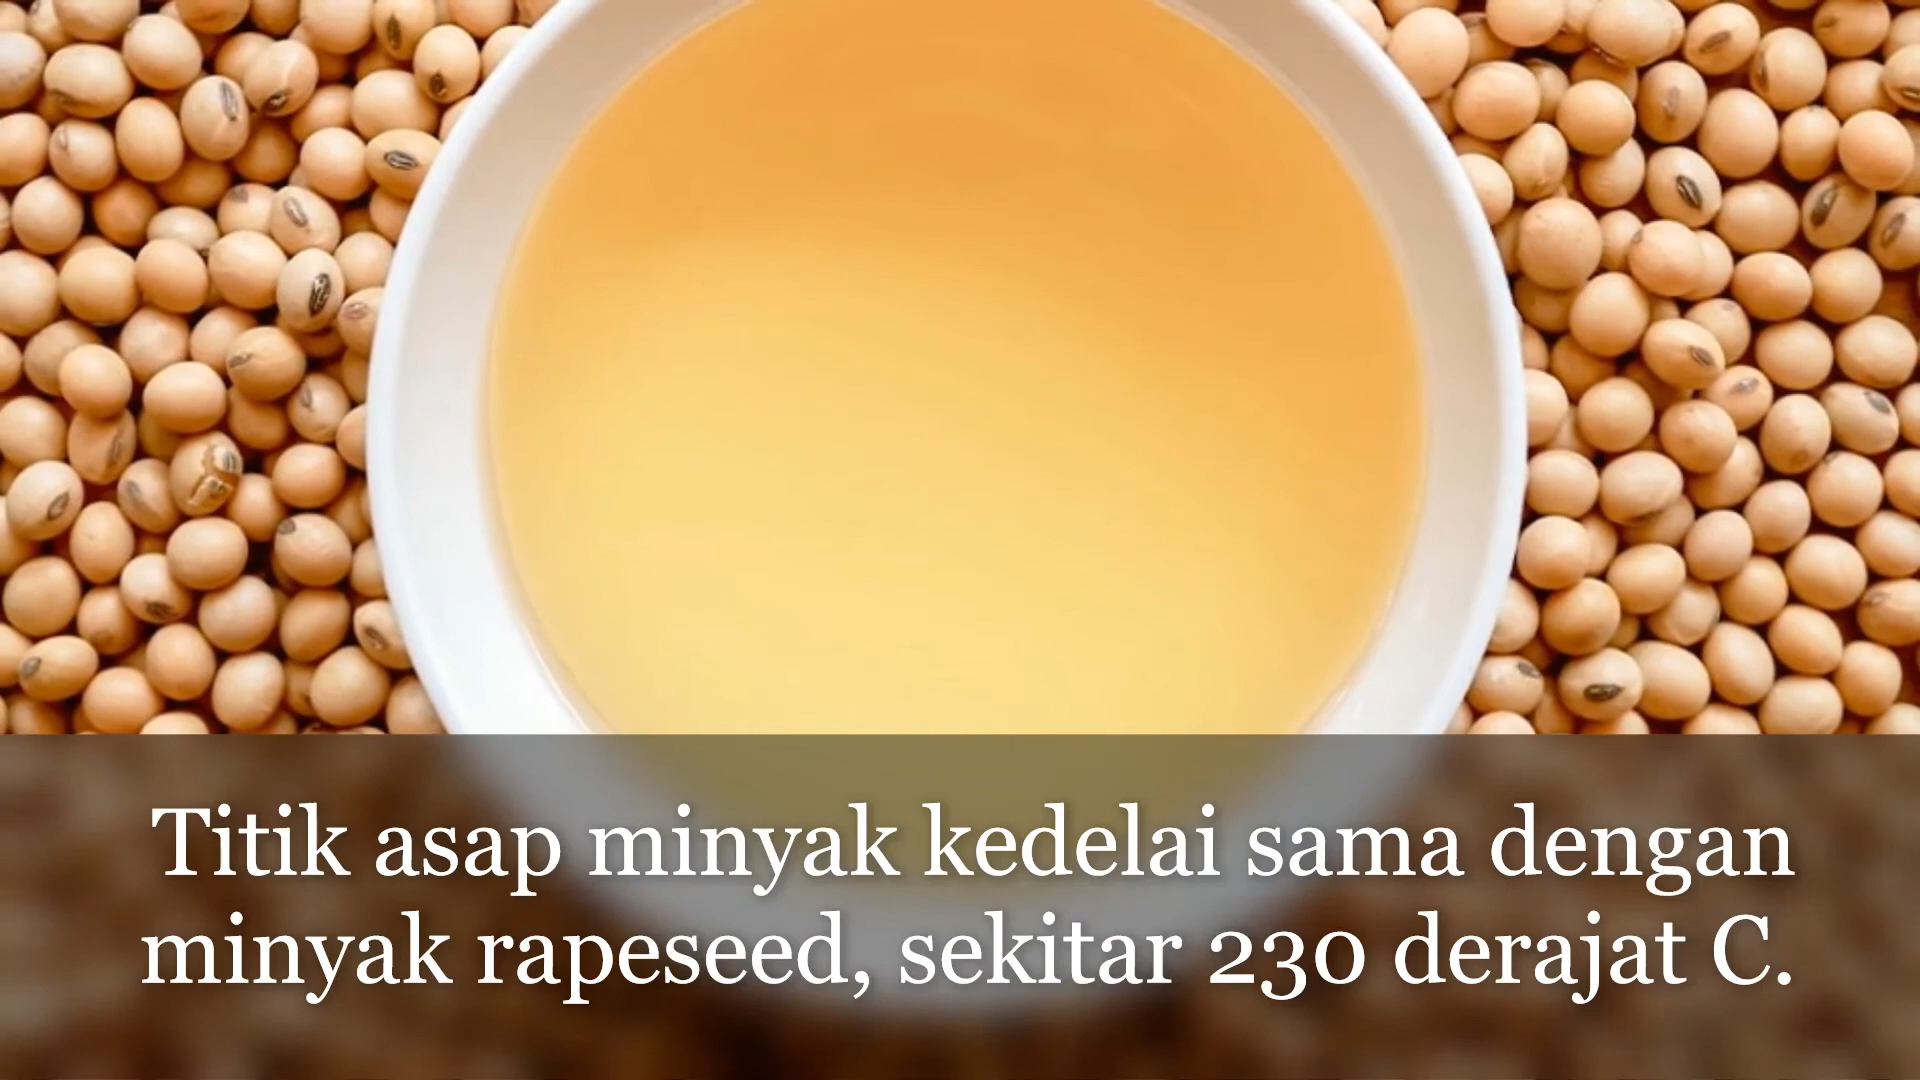 Titik asap minyak kedelai sama dengan
minyak rapeseed, sekitar 230 derajat C.